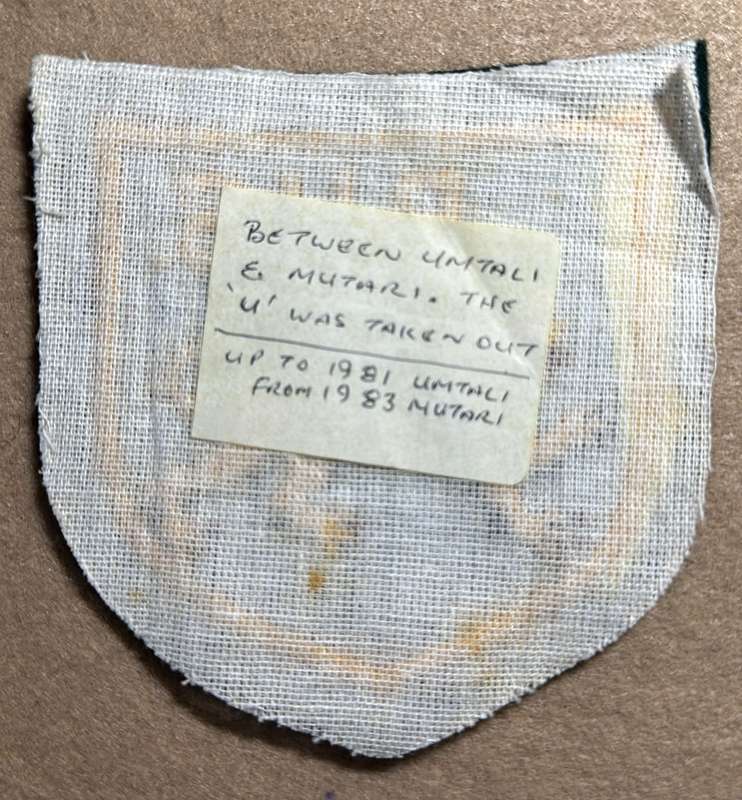 BETWEEN UMTALI
& MUTARI. THE
'U' WAS TAKEN OUT
UP TO 1981 UMTALI
FROM 1983 MUTARI